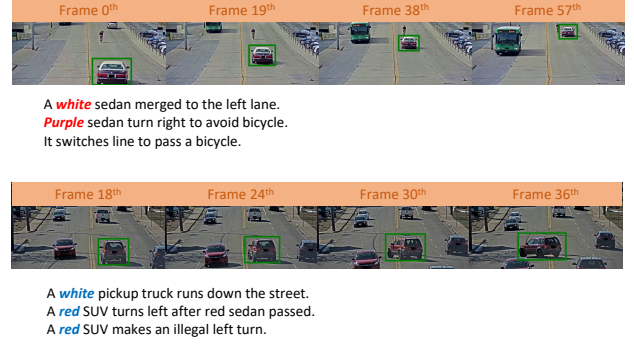 Frame 0th Frame 19th Frame 38th Frame 57th
A white sedan merged to the left lane.
Purple sedan turn right to avoid bicycle.
It switches line to pass a bicycle.
Frame 18th Frame 24th Frame 30th Frame 36th
A white pickup truck runs down the street.
A red SUV turns left after red sedan passed.
A red SUV makes an illegal left turn.